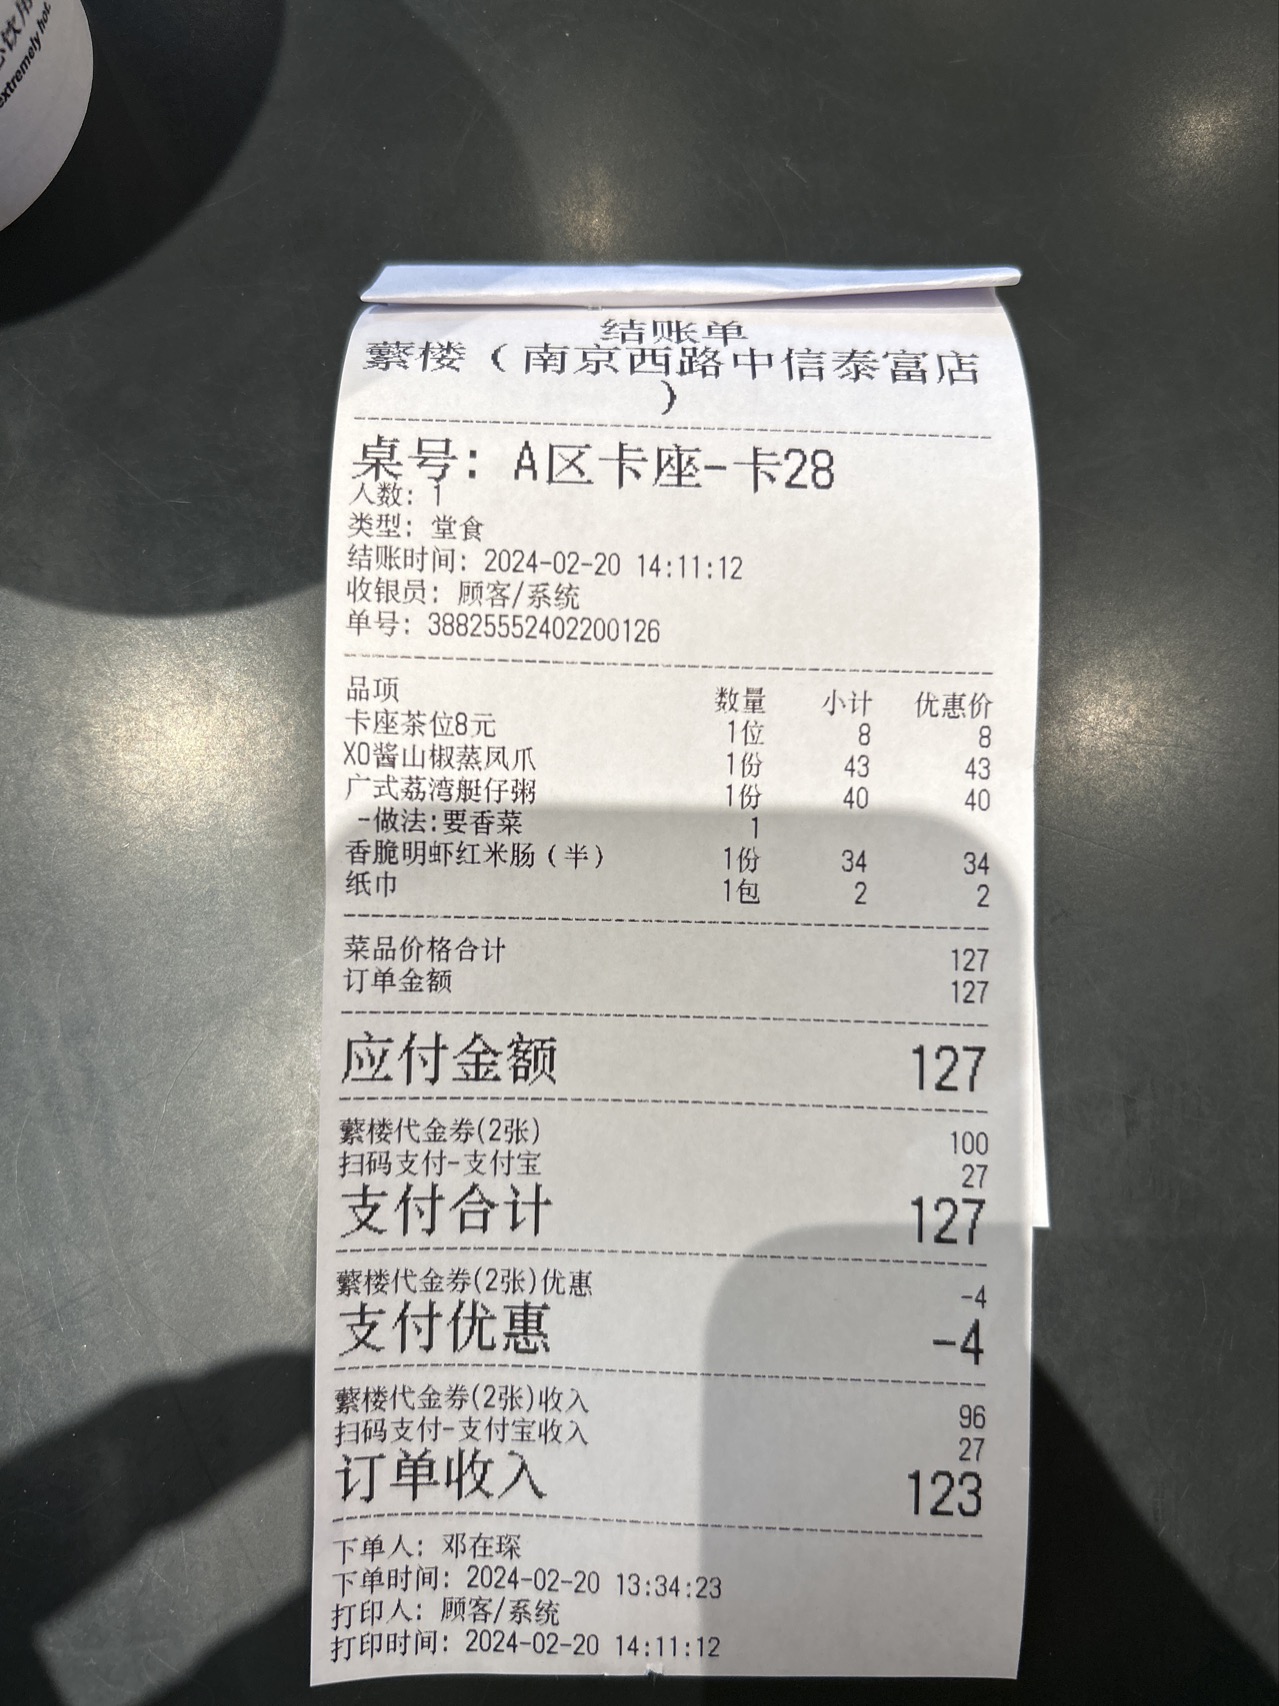 extremely hot
结账单
蘩楼（南京西路中信泰富店
）
桌号：A区卡座-卡28
人数：1
类型：堂食
结账时间：2024-02-20 14:11:12
收银员：顾客/系统
单号：38825552402200126
品项 数量 小计 优惠价
卡座茶位8元 1位 8 8
XO酱山椒蒸凤爪 1份 43 43
广式荔湾艇仔粥 1份 40 40
-做法:要香菜 1
香脆明虾红米肠（半） 1份 34 34
纸巾 1包 2 2
菜品价格合计 127
订单金额 127
应付金额 127
蘩楼代金券(2张) 100
扫码支付-支付宝 27
支付合计 127
蘩楼代金券(2张)优惠 -4
支付优惠 -4
蘩楼代金券(2张)收入 96
扫码支付-支付宝收入 27
订单收入 123
下单人：邓在琛
下单时间：2024-02-20 13:34:23
打印人：顾客/系统
打印时间：2024-02-20 14:11:12